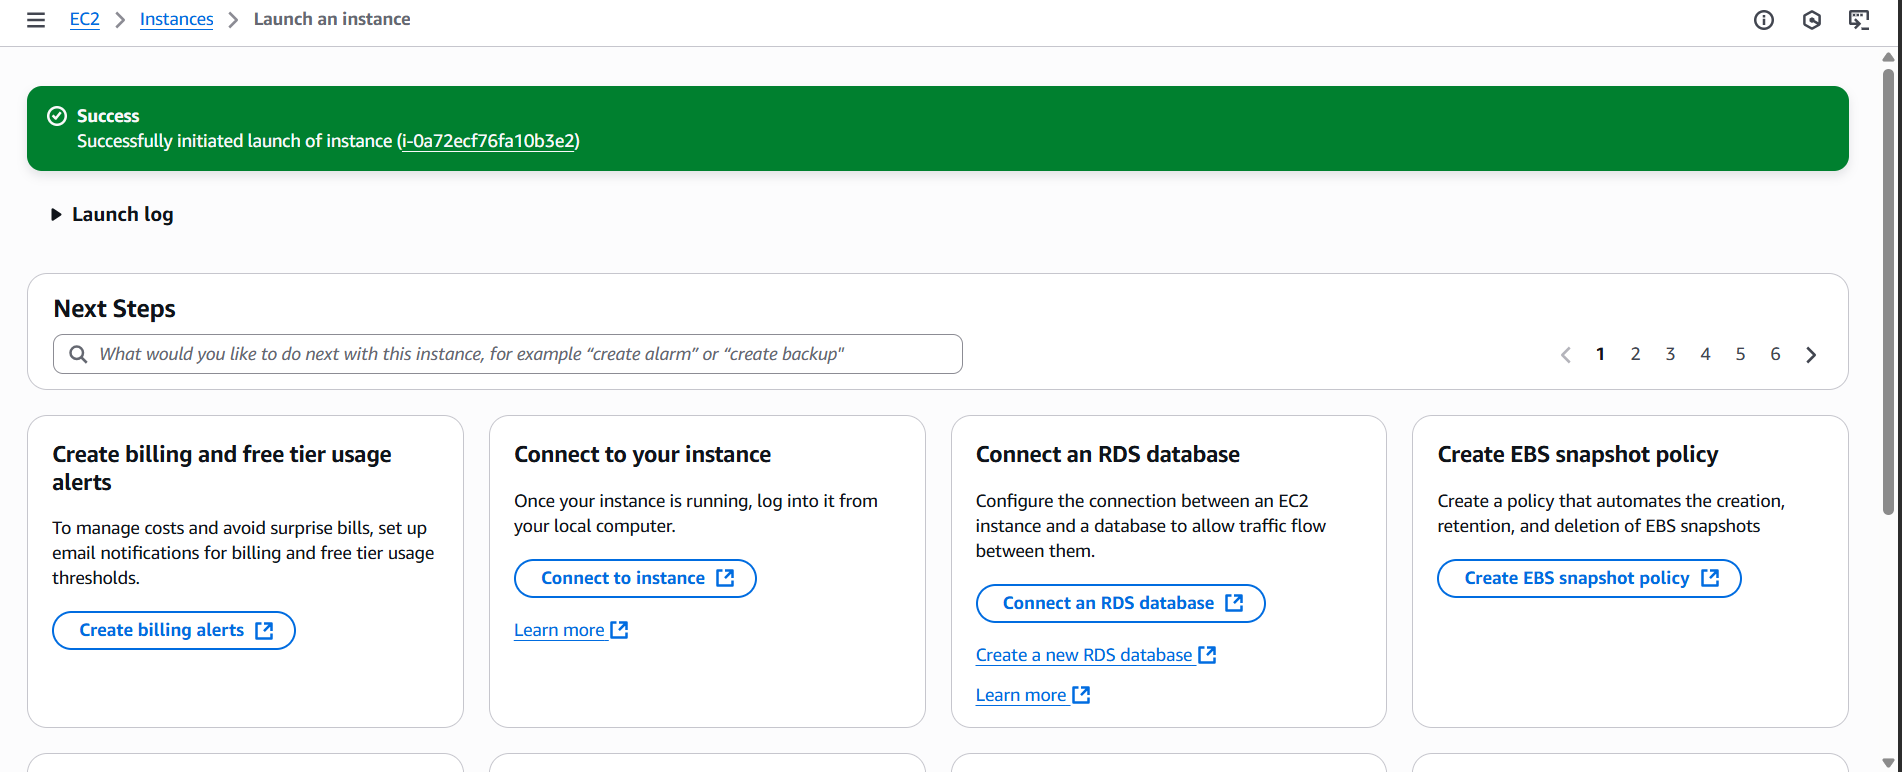 EC2 > Instances > Launch an instance
Success
Successfully initiated launch of instance (i-0a72ecf76fa10b3e2)
Launch log
Next Steps
What would you like to do next with this instance, for example “create alarm” or “create backup"
1 2 3 4 5 6
Create billing and free tier usage
alerts
To manage costs and avoid surprise bills, set up
email notifications for billing and free tier usage
thresholds.
Create billing alerts
Connect to your instance
Once your instance is running, log into it from
your local computer.
Connect to instance
Learn more
Connect an RDS database
Configure the connection between an EC2
instance and a database to allow traffic flow
between them.
Connect an RDS database
Create a new RDS database
Learn more
Create EBS snapshot policy
Create a policy that automates the creation,
retention, and deletion of EBS snapshots
Create EBS snapshot policy